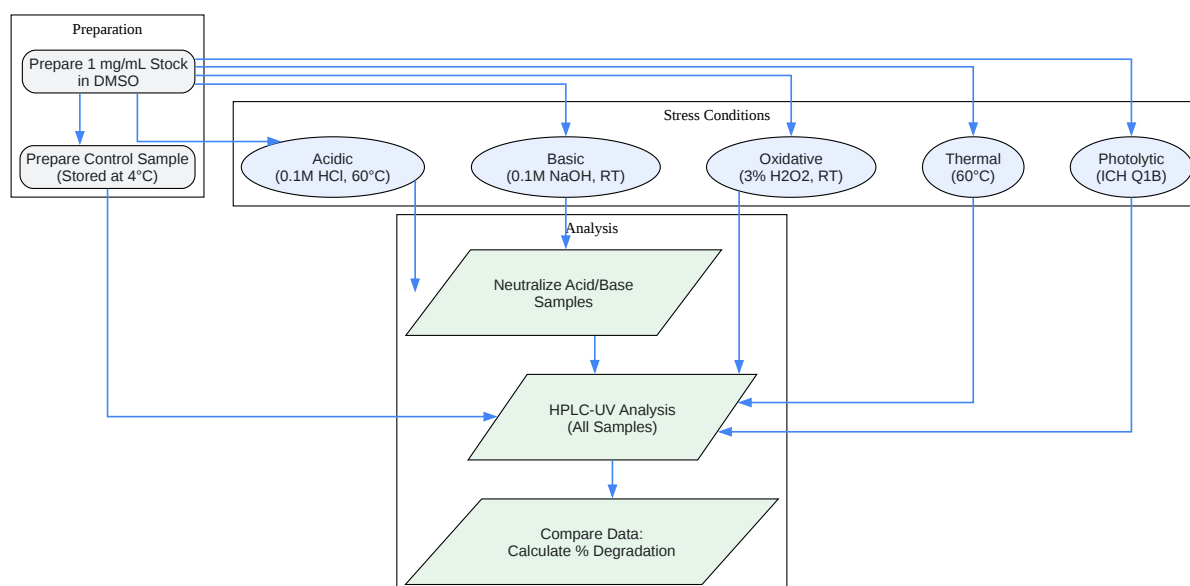 Preparation
Prepare 1 mg/mL Stock
in DMSO
Prepare Control Sample
(Stored at 4°C)
Stress Conditions
Acidic
(0.1M HCl, 60°C)
Basic
(0.1M NaOH, RT)
Oxidative
(3% H2O2, RT)
Thermal
(60°C)
Photolytic
(ICH Q1B)
Analysis
Neutralize Acid/Base
Samples
HPLC-UV Analysis
(All Samples)
Compare Data:
Calculate % Degradation